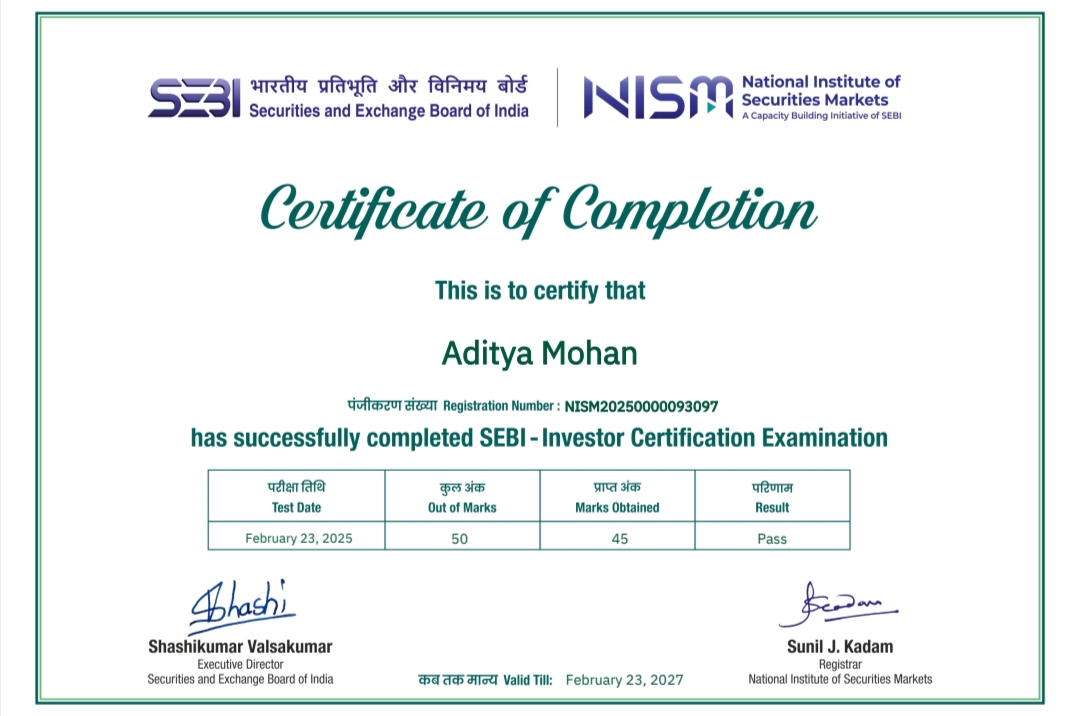 SEBI भारतीय प्रतिभूति और विनिमय बोर्ड
Securities and Exchange Board of India
NISM National Institute of
Securities Markets
A Capacity Building Initiative of SEBI
Certificate of Completion
This is to certify that
Aditya Mohan
पंजीकरण संख्या Registration Number : NISM20250000093097
has successfully completed SEBI - Investor Certification Examination
परीक्षा तिथि कुल अंक प्राप्त अंक परिणाम
Test Date Out of Marks Marks Obtained Result
February 23, 2025 50 45 Pass
Shashi
Shashikumar Valsakumar
Executive Director
Securities and Exchange Board of India
कब तक मान्य Valid Till: February 23, 2027
Sunil J. Kadam
Registrar
National Institute of Securities Markets